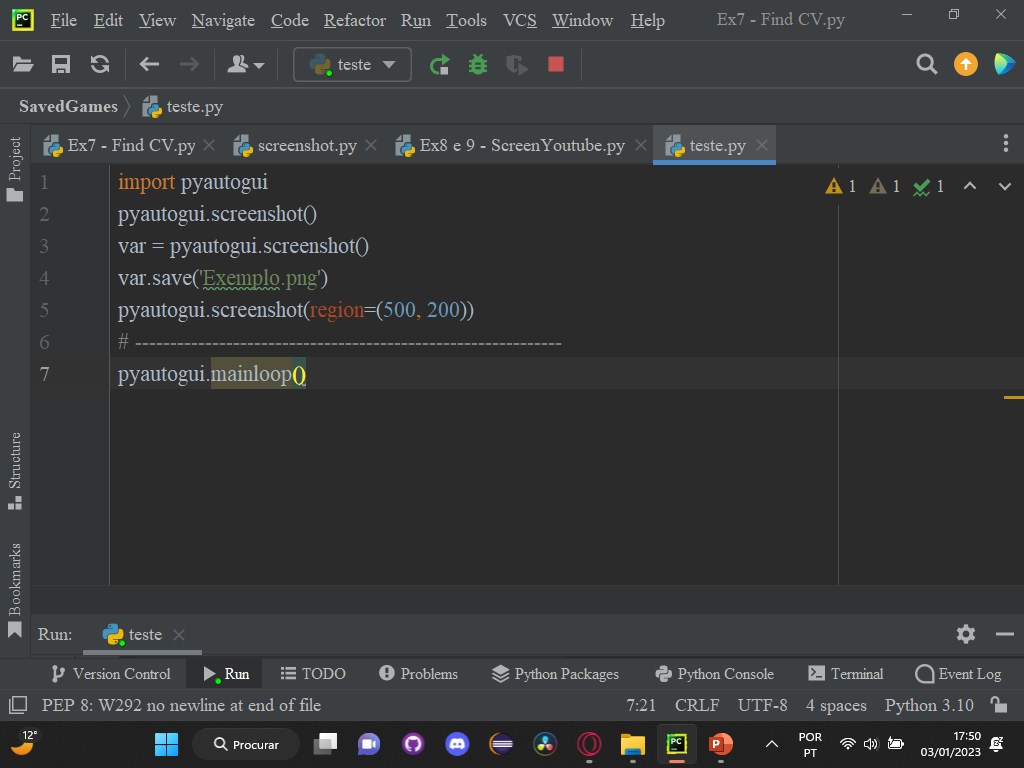 PC File Edit View Navigate Code Refactor Run Tools VCS Window Help Ex7 - Find CV.py
teste
SavedGames teste.py
Project
Ex7 - Find CV.py screenshot.py Ex8 e 9 - ScreenYoutube.py teste.py
1 import pyautogui
1 1 1
2 pyautogui.screenshot()
3 var = pyautogui.screenshot()
4 var.save('Exemplo.png')
5 pyautogui.screenshot(region=(500, 200))
6 # -------------------------------------------------------------
7 pyautogui.mainloop()
Structure
Bookmarks
Run: teste
Version Control Run TODO Problems Python Packages Python Console Terminal Event Log
PEP 8: W292 no newline at end of file 7:21 CRLF UTF-8 4 spaces Python 3.10
12° Procurar PC P POR 17:50
PT 03/01/2023